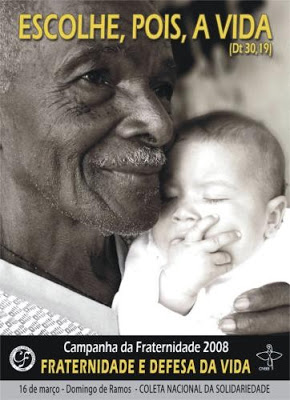 ESCOLHE, POIS, A VIDA
(Dt 30,19)
Campanha da Fraternidade 2008
FRATERNIDADE E DEFESA DA VIDA
CNBB
16 de março - Domingo de Ramos - COLETA NACIONAL DA SOLIDARIEDADE